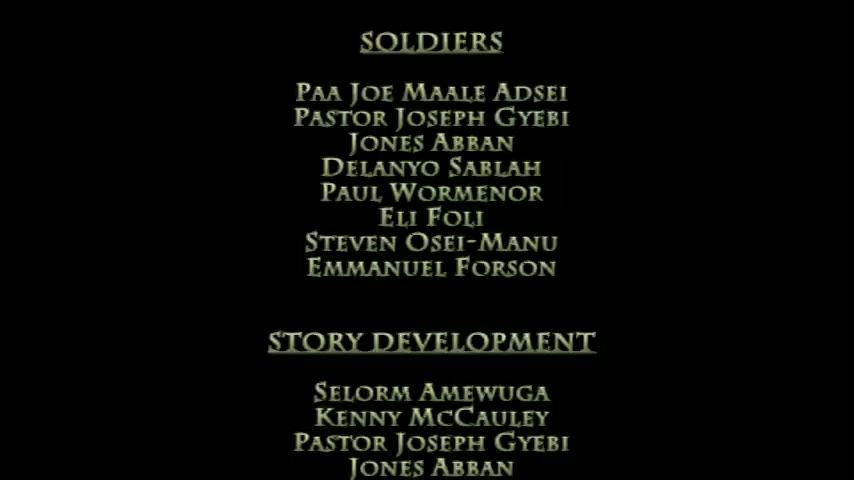 SOLDIERS
PAA JOE MAALE ADSEI
PASTOR JOSEPH GYEBI
JONES ABBAN
DELANYO SABLAH
PAUL WORMENOR
ELI FOLI
STEVEN OSEI-MANU
EMMANUEL FORSON
STORY DEVELOPMENT
SELORM AMEWUGA
KENNY MCCAULEY
PASTOR JOSEPH GYEBI
JONES ABBAN